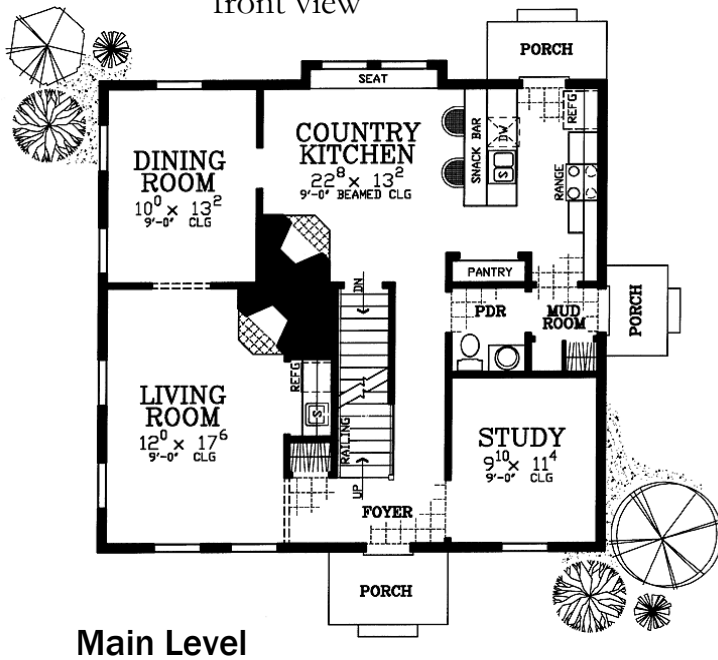 front view
PORCH
SEAT
REFG
COUNTRY
KITCHEN
22⁸ × 13²
9'-0" BEAMED CLG
SNACK BAR
DW
S
RANGE
DINING
ROOM
10⁰ × 13²
9'-0" CLG
PANTRY
DN
PDR
MUD
ROOM
PORCH
REFG
S
LIVING
ROOM
12⁰ × 17⁶
9'-0" CLG
RAILING
UP
STUDY
9¹⁰ × 11⁴
9'-0" CLG
FOYER
PORCH
Main Level